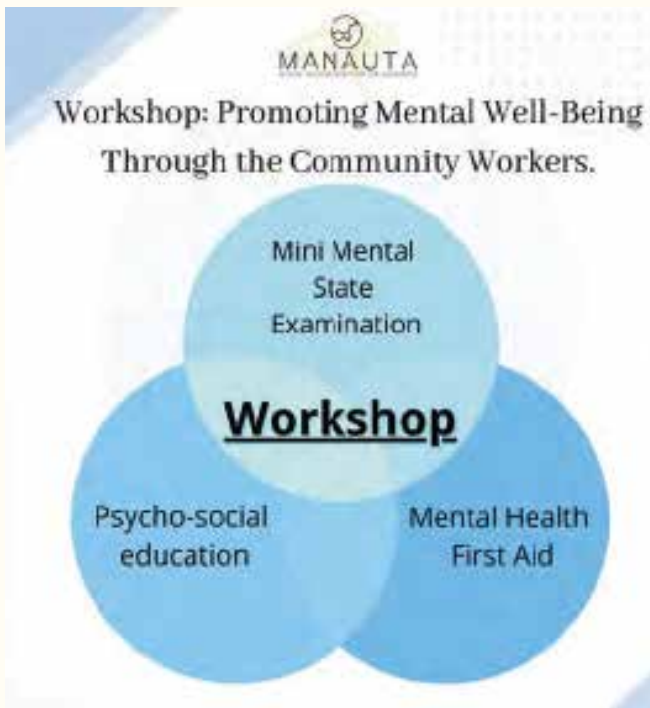 MANAUTA
Workshop: Promoting Mental Well-Being
Through the Community Workers.
Mini Mental
State
Examination
Workshop
Psycho-social
education
Mental Health
First Aid